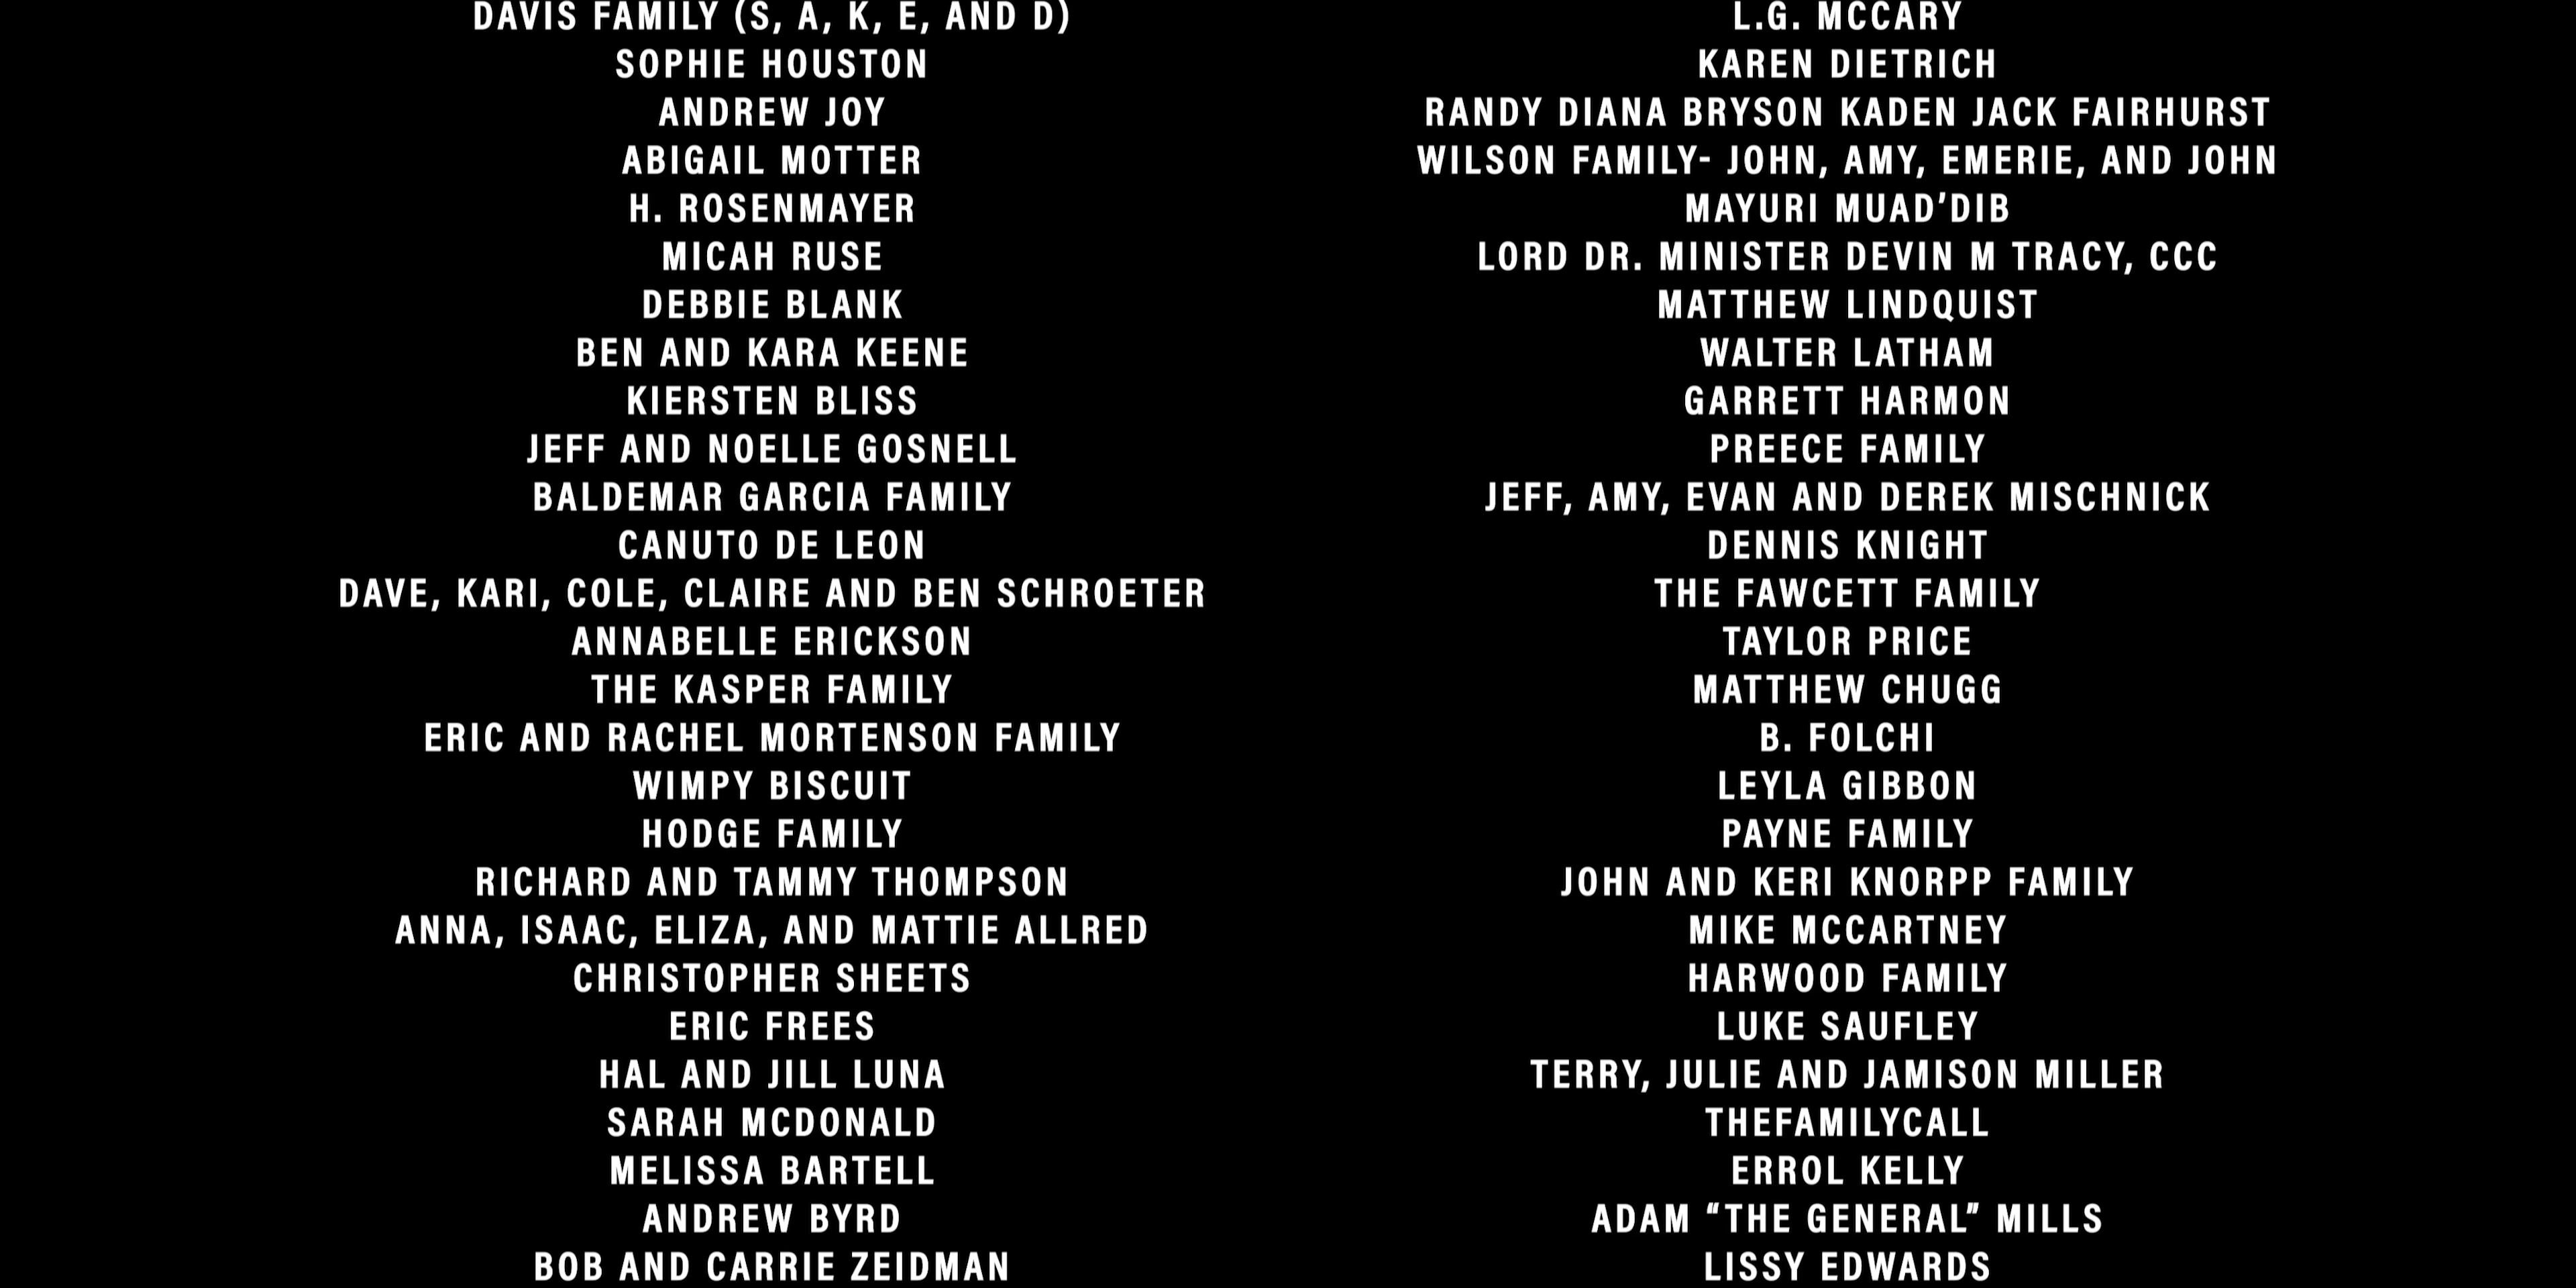 DAVIS FAMILY (S, A, K, E, AND D)
SOPHIE HOUSTON
ANDREW JOY
ABIGAIL MOTTER
H. ROSENMAYER
MICAH RUSE
DEBBIE BLANK
BEN AND KARA KEENE
KIERSTEN BLISS
JEFF AND NOELLE GOSNELL
BALDEMAR GARCIA FAMILY
CANUTO DE LEON
DAVE, KARI, COLE, CLAIRE AND BEN SCHROETER
ANNABELLE ERICKSON
THE KASPER FAMILY
ERIC AND RACHEL MORTENSON FAMILY
WIMPY BISCUIT
HODGE FAMILY
RICHARD AND TAMMY THOMPSON
ANNA, ISAAC, ELIZA, AND MATTIE ALLRED
CHRISTOPHER SHEETS
ERIC FREES
HAL AND JILL LUNA
SARAH MCDONALD
MELISSA BARTELL
ANDREW BYRD
BOB AND CARRIE ZEIDMAN
L.G. MCCARY
KAREN DIETRICH
RANDY DIANA BRYSON KADEN JACK FAIRHURST
WILSON FAMILY- JOHN, AMY, EMERIE, AND JOHN
MAYURI MUAD’DIB
LORD DR. MINISTER DEVIN M TRACY, CCC
MATTHEW LINDQUIST
WALTER LATHAM
GARRETT HARMON
PREECE FAMILY
JEFF, AMY, EVAN AND DEREK MISCHNICK
DENNIS KNIGHT
THE FAWCETT FAMILY
TAYLOR PRICE
MATTHEW CHUGG
B. FOLCHI
LEYLA GIBBON
PAYNE FAMILY
JOHN AND KERI KNORPP FAMILY
MIKE MCCARTNEY
HARWOOD FAMILY
LUKE SAUFLEY
TERRY, JULIE AND JAMISON MILLER
THEFAMILYCALL
ERROL KELLY
ADAM “THE GENERAL” MILLS
LISSY EDWARDS